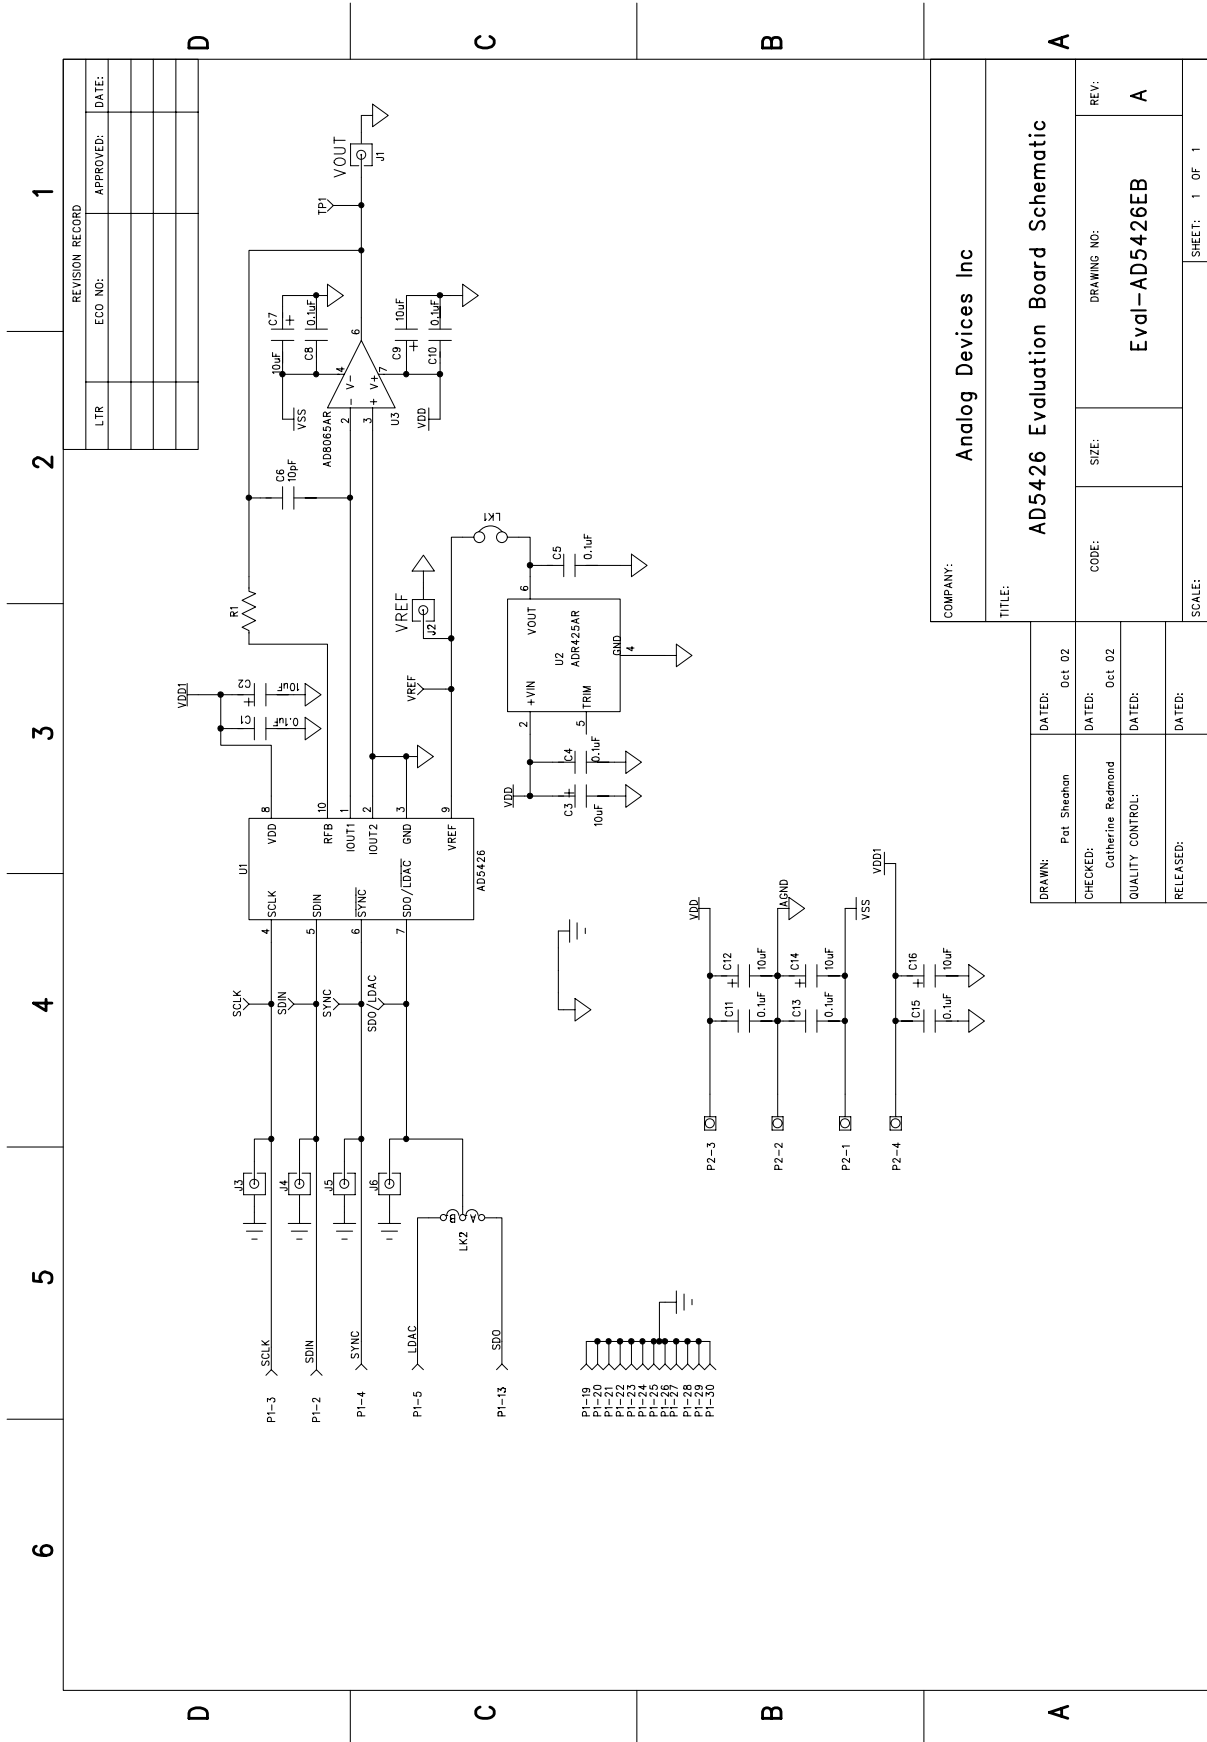 6
5
4
3
2
1
D
C
B
A
D
C
B
A
REVISION RECORD
LTR
ECO NO:
APPROVED:
DATE:
P1-3
SCLK
P1-2
SDIN
P1-4
SYNC
P1-5
LDAC
P1-13
SDO
J3
J4
J5
J6
LK2
B
A
SCLK
SDIN
SYNC
SDO/LDAC
4
5
6
7
U1
SCLK
SDIN
SYNC
SDO/LDAC
VDD
RFB
IOUT1
IOUT2
GND
VREF
AD5426
8
10
1
2
3
9
VDD1
C1
0.1uF
C2
10uF
+
R1
C6
10pF
VREF
VREF
J2
LK1
VSS
10uF
C7
+
C8
0.1uF
AD8065AR
2
3
4
V-
-
+
V+
7
6
U3
VDD
C9
10uF
+
C10
0.1uF
TP1
VOUT
J1
VDD
C3
+
10uF
C4
0.1uF
2
5
+VIN
TRIM
U2
ADR425AR
VOUT
GND
6
4
C5
0.1uF
P1-19
P1-20
P1-21
P1-22
P1-23
P1-24
P1-25
P1-26
P1-27
P1-28
P1-29
P1-30
P2-3
P2-2
P2-1
P2-4
VDD
C11
0.1uF
C12
+
10uF
AGND
C13
0.1uF
C14
+
10uF
VSS
VDD1
C15
0.1uF
C16
+
10uF
DRAWN:
Pat Sheahan
DATED:
Oct 02
CHECKED:
Catherine Redmond
DATED:
Oct 02
QUALITY CONTROL:
DATED:
RELEASED:
DATED:
COMPANY:
Analog Devices Inc
TITLE:
AD5426 Evaluation Board Schematic
CODE:
SIZE:
DRAWING NO:
Eval-AD5426EB
REV:
A
SCALE:
SHEET: 1 OF 1